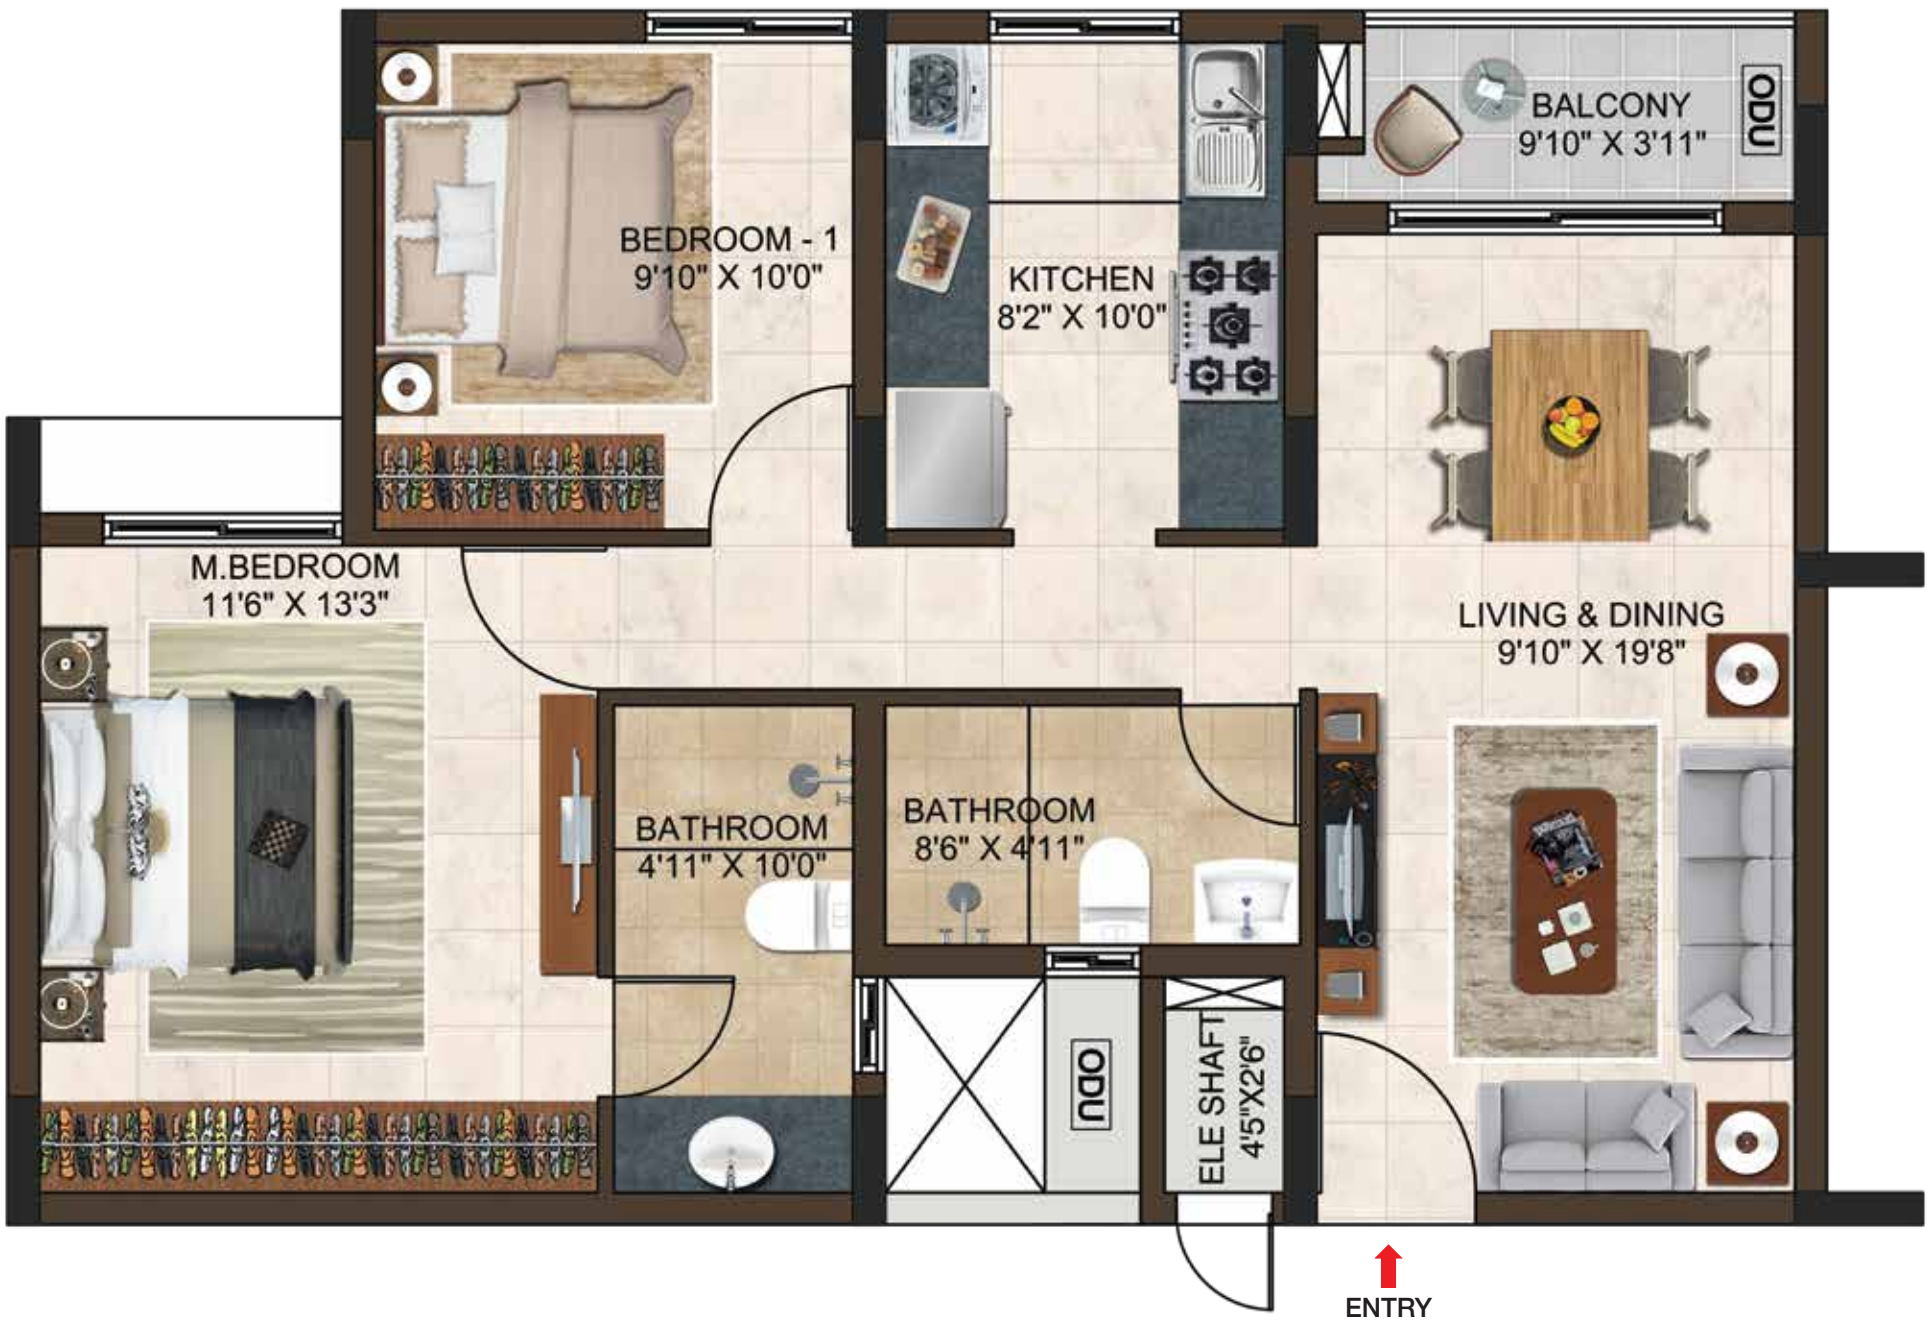 BALCONY
9'10" X 3'11"
ODU
BEDROOM - 1
9'10" X 10'0"
KITCHEN
8'2" X 10'0"
M.BEDROOM
11'6" X 13'3"
LIVING & DINING
9'10" X 19'8"
BATHROOM
4'11" X 10'0"
BATHROOM
8'6" X 4'11"
ODU
ELE SHAFT
4'5"X2'6"
ENTRY